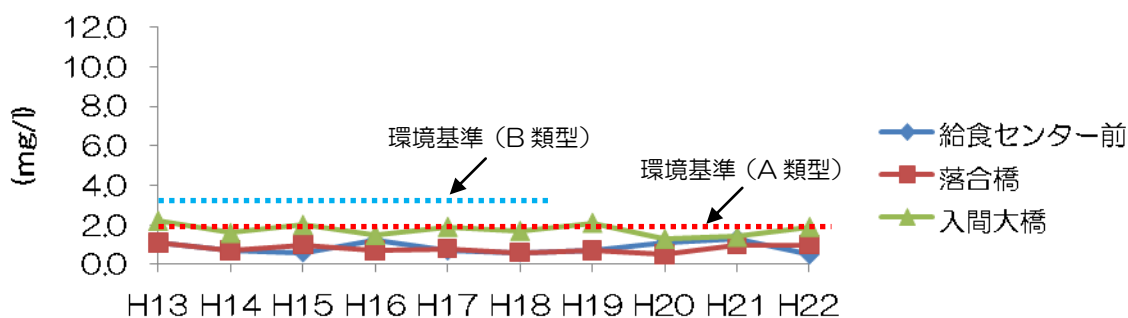 12.0
10.0
8.0
6.0
4.0
2.0
0.0
(mg/l)
環境基準（B 類型）
環境基準（A 類型）
H13 H14 H15 H16 H17 H18 H19 H20 H21 H22
給食センター前
落合橋
入間大橋